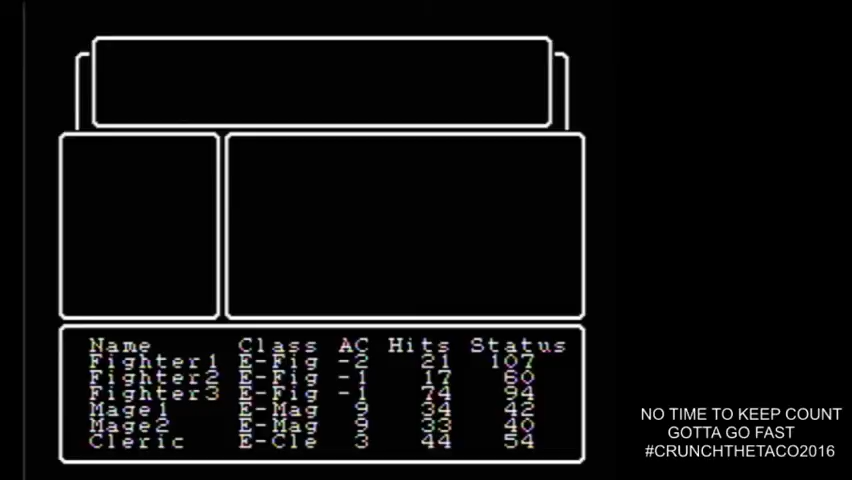 Name Class AC Hits Status
Fighter1 E-Fig -2 21 107
Fighter2 E-Fig -1 17 60
Fighter3 E-Fig -1 74 94
Mage1 E-Mag 9 34 42
Mage2 E-Mag 9 33 40
Cleric E-Cle 3 44 54
NO TIME TO KEEP COUNT
GOTTA GO FAST
#CRUNCHTHETACO2016